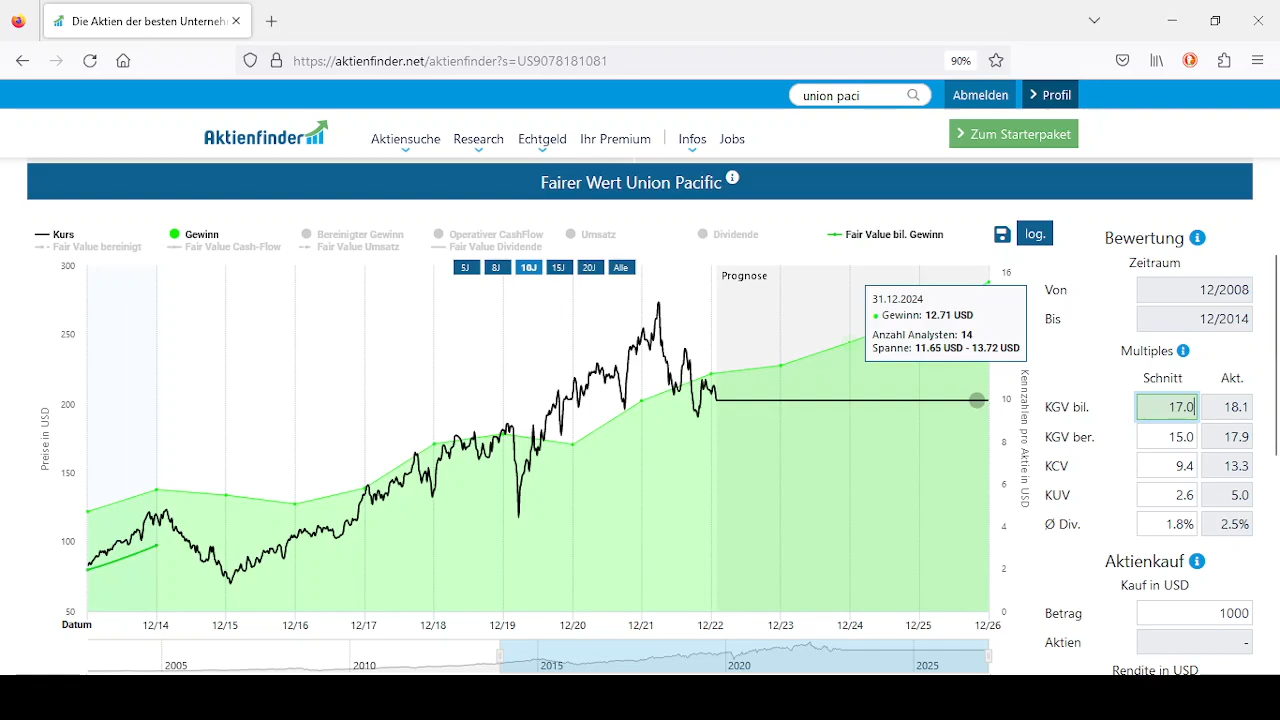 Die Aktien der besten Unterneh
https://aktienfinder.net/aktienfinder?s=US9078181081
90%
union paci
Abmelden
Profil
Aktienfinder
Aktiensuche
Research
Echtgeld
Ihr Premium
Infos
Jobs
Zum Starterpaket
Fairer Wert Union Pacific
Kurs
Gewinn
Bereinigter Gewinn
Operativer CashFlow
Umsatz
Dividende
Fair Value bil. Gewinn
Fair Value bereinigt
Fair Value Cash-Flow
Fair Value Umsatz
Fair Value Dividende
log.
5J
8J
10J
15J
20J
Alle
Prognose
31.12.2024
Gewinn: 12.71 USD
Anzahl Analysten: 14
Spanne: 11.65 USD - 13.72 USD
Preise in USD
300
250
200
150
100
50
Kennzahlen pro Aktie in USD
16
10
8
6
4
2
0
Datum
12/14
12/15
12/16
12/17
12/18
12/19
12/20
12/21
12/22
12/23
12/24
12/25
12/26
2005
2010
2015
2020
2025
Bewertung
Zeitraum
Von 12/2008
Bis 12/2014
Multiples
Schnitt Akt.
KGV bil. 17.0 18.1
KGV ber. 15.0 17.9
KCV 9.4 13.3
KUV 2.6 5.0
Ø Div. 1.8% 2.5%
Aktienkauf
Kauf in USD
Betrag 1000
Aktien -
Rendite in USD